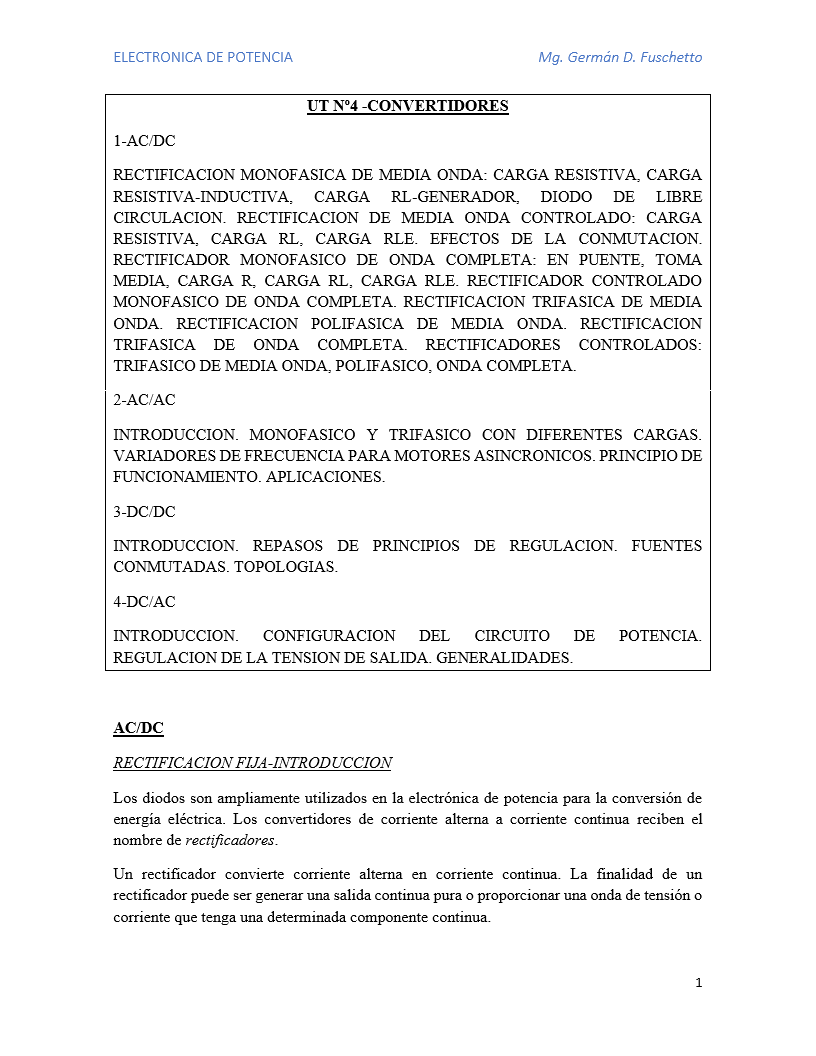 ELECTRONICA DE POTENCIA Mg. Germán D. Fuschetto
UT Nº4 -CONVERTIDORES
1-AC/DC
RECTIFICACION MONOFASICA DE MEDIA ONDA: CARGA RESISTIVA, CARGA
RESISTIVA-INDUCTIVA, CARGA RL-GENERADOR, DIODO DE LIBRE
CIRCULACION. RECTIFICACION DE MEDIA ONDA CONTROLADO: CARGA
RESISTIVA, CARGA RL, CARGA RLE. EFECTOS DE LA CONMUTACION.
RECTIFICADOR MONOFASICO DE ONDA COMPLETA: EN PUENTE, TOMA
MEDIA, CARGA R, CARGA RL, CARGA RLE. RECTIFICADOR CONTROLADO
MONOFASICO DE ONDA COMPLETA. RECTIFICACION TRIFASICA DE MEDIA
ONDA. RECTIFICACION POLIFASICA DE MEDIA ONDA. RECTIFICACION
TRIFASICA DE ONDA COMPLETA. RECTIFICADORES CONTROLADOS:
TRIFASICO DE MEDIA ONDA, POLIFASICO, ONDA COMPLETA.
2-AC/AC
INTRODUCCION. MONOFASICO Y TRIFASICO CON DIFERENTES CARGAS.
VARIADORES DE FRECUENCIA PARA MOTORES ASINCRONICOS. PRINCIPIO DE
FUNCIONAMIENTO. APLICACIONES.
3-DC/DC
INTRODUCCION. REPASOS DE PRINCIPIOS DE REGULACION. FUENTES
CONMUTADAS. TOPOLOGIAS.
4-DC/AC
INTRODUCCION. CONFIGURACION DEL CIRCUITO DE POTENCIA.
REGULACION DE LA TENSION DE SALIDA. GENERALIDADES.
AC/DC
RECTIFICACION FIJA-INTRODUCCION
Los diodos son ampliamente utilizados en la electrónica de potencia para la conversión de
energía eléctrica. Los convertidores de corriente alterna a corriente continua reciben el
nombre de rectificadores.
Un rectificador convierte corriente alterna en corriente continua. La finalidad de un
rectificador puede ser generar una salida continua pura o proporcionar una onda de tensión o
corriente que tenga una determinada componente continua.
1